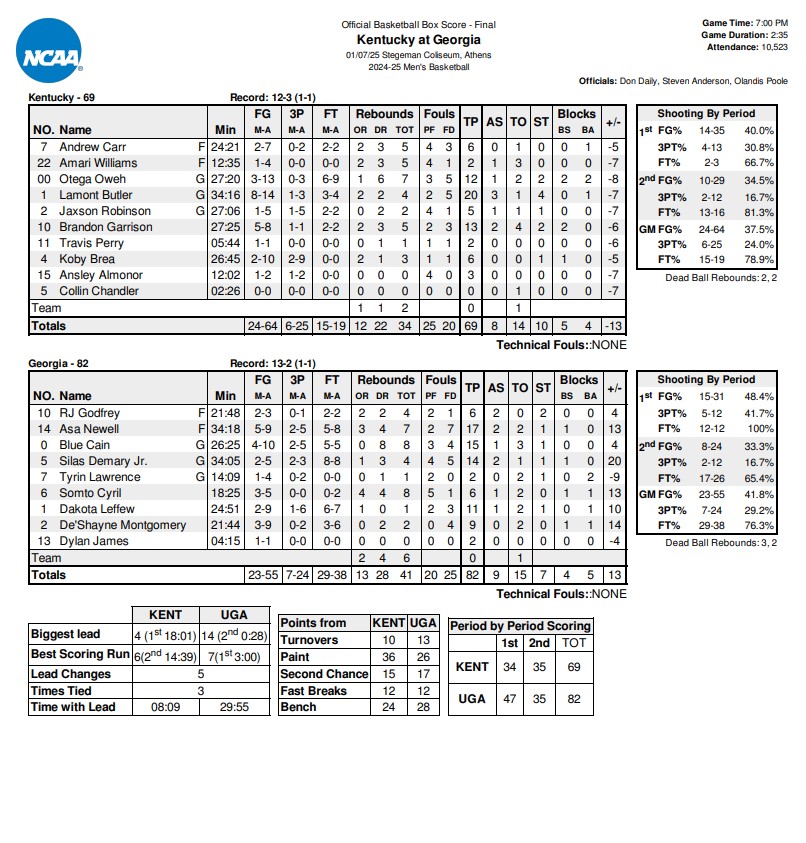 NCAA®
Official Basketball Box Score - Final
Kentucky at Georgia
01/07/25 Stegeman Coliseum, Athens
2024-25 Men's Basketball
Game Time: 7:00 PM
Game Duration: 2:35
Attendance: 10,523
Officials: Don Daily, Steven Anderson, Olandis Poole
Kentucky - 69 Record: 12-3 (1-1)
FG 3P FT Rebounds Fouls Blocks
NO. Name Min M-A M-A M-A OR DR TOT PF FD TP AS TO ST BS BA +/-
7 Andrew Carr F 24:21 2-7 0-2 2-2 2 3 5 4 3 6 0 1 0 0 1 -5
22 Amari Williams F 12:35 1-4 0-0 0-0 2 3 5 4 1 2 1 3 0 0 0 -7
00 Otega Oweh G 27:20 3-13 0-3 6-9 1 6 7 3 5 12 1 2 2 2 2 -8
1 Lamont Butler G 34:16 8-14 1-3 3-4 2 2 4 2 5 20 3 1 4 0 1 -7
2 Jaxson Robinson G 27:06 1-5 1-5 2-2 0 2 2 4 1 5 1 1 1 0 0 -7
10 Brandon Garrison 27:25 5-8 1-1 2-2 2 3 5 2 3 13 2 4 2 2 0 -6
11 Travis Perry 05:44 1-1 0-0 0-0 0 1 1 1 1 2 0 0 0 0 0 -6
4 Koby Brea 26:45 2-10 2-9 0-0 2 1 3 1 1 6 0 0 1 1 0 -5
15 Ansley Almonor 12:02 1-2 1-2 0-0 0 0 0 4 0 3 0 0 0 0 0 -7
5 Collin Chandler 02:26 0-0 0-0 0-0 0 0 0 0 0 0 0 1 0 0 0 -7
Team 1 1 2 0 1
Totals 24-64 6-25 15-19 12 22 34 25 20 69 8 14 10 5 4 -13
Technical Fouls::NONE
Shooting By Period
1st FG% 14-35 40.0%
3PT% 4-13 30.8%
FT% 2-3 66.7%
2nd FG% 10-29 34.5%
3PT% 2-12 16.7%
FT% 13-16 81.3%
GM FG% 24-64 37.5%
3PT% 6-25 24.0%
FT% 15-19 78.9%
Dead Ball Rebounds: 2, 2
Georgia - 82 Record: 13-2 (1-1)
FG 3P FT Rebounds Fouls Blocks
NO. Name Min M-A M-A M-A OR DR TOT PF FD TP AS TO ST BS BA +/-
10 RJ Godfrey F 21:48 2-3 0-1 2-2 2 2 4 2 1 6 2 0 2 0 0 4
14 Asa Newell F 34:18 5-9 2-5 5-8 3 4 7 2 7 17 2 2 1 1 0 13
0 Blue Cain G 26:25 4-10 2-5 5-5 0 8 8 3 4 15 1 3 1 0 0 4
5 Silas Demary Jr. G 34:05 2-5 2-3 8-8 1 3 4 4 5 14 2 1 1 1 0 20
7 Tyrin Lawrence G 14:09 1-4 0-2 0-0 1 0 1 2 0 2 0 2 1 0 2 -9
6 Somto Cyril 18:25 3-5 0-0 0-2 4 4 8 5 1 6 1 2 0 1 1 13
1 Dakota Leffew 24:51 2-9 1-6 6-7 0 1 0 2 3 11 1 2 1 0 1 10
2 De'Shayne Montgomery 21:44 3-9 0-2 3-6 0 2 2 0 4 9 0 2 0 1 1 14
13 Dylan James 04:15 1-1 0-0 0-0 0 0 0 0 0 2 0 0 0 0 0 -4
Team 2 4 6 0 1
Totals 23-55 7-24 29-38 13 28 41 20 25 82 9 15 7 4 5 13
Technical Fouls::NONE
Shooting By Period
1st FG% 15-31 48.4%
3PT% 5-12 41.7%
FT% 12-12 100%
2nd FG% 8-24 33.3%
3PT% 2-12 16.7%
FT% 17-26 65.4%
GM FG% 23-55 41.8%
3PT% 7-24 29.2%
FT% 29-38 76.3%
Dead Ball Rebounds: 3, 2
KENT UGA
Biggest lead 4 (1st 18:01) 14 (2nd 0:28)
Best Scoring Run 6(2nd 14:39) 7(1st 3:00)
Lead Changes 5
Times Tied 3
Time with Lead 08:09 29:55
Points from KENT UGA
Turnovers 10 13
Paint 36 26
Second Chance 15 17
Fast Breaks 12 12
Bench 24 28
Period by Period Scoring
1st 2nd TOT
KENT 34 35 69
UGA 47 35 82